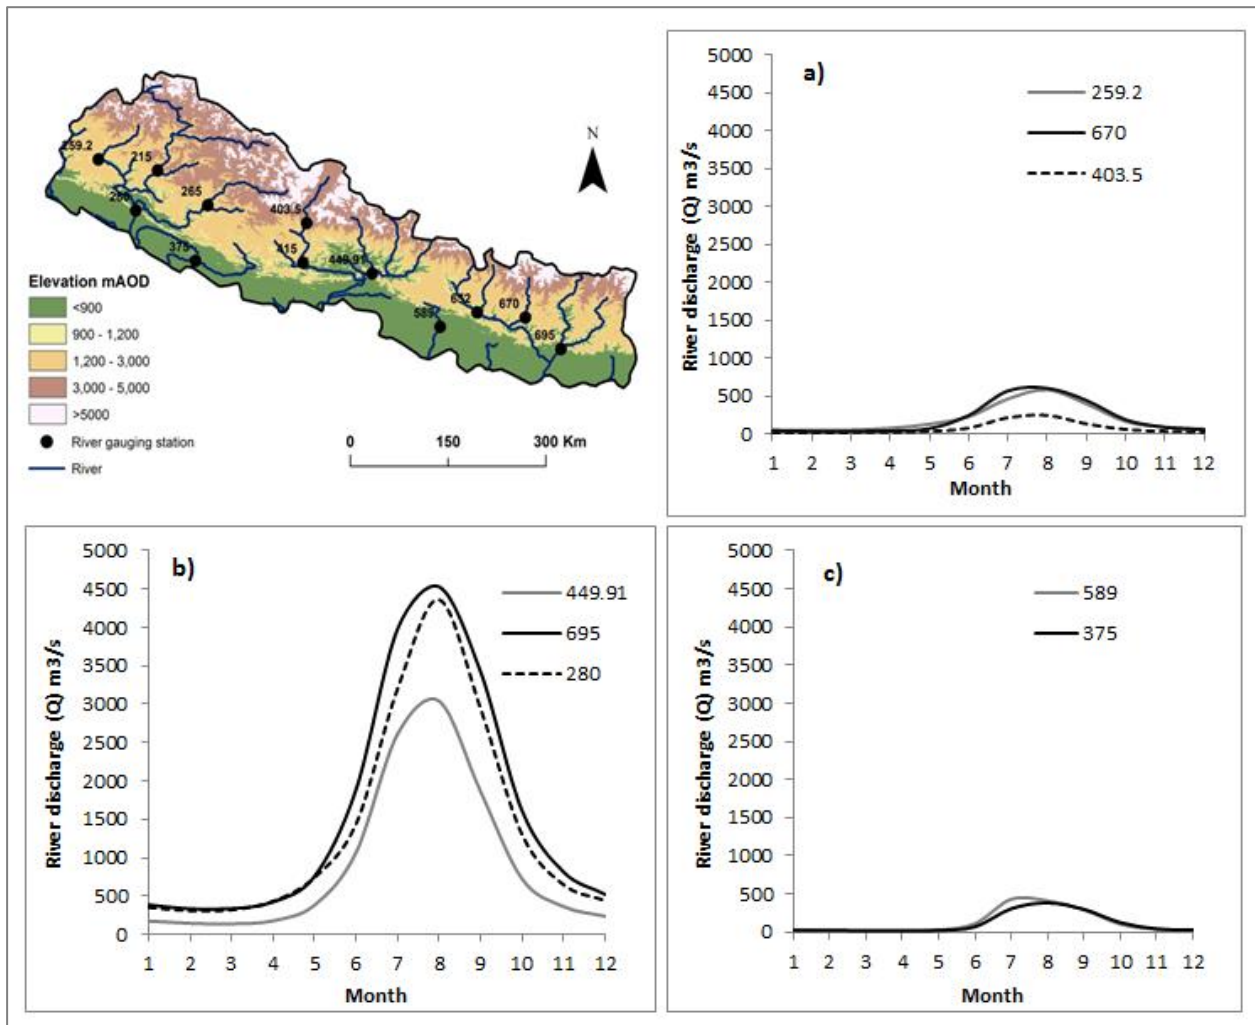 259.2
215
265
280
403.5
375
415
449.91
589
632
670
695
N
Elevation mAOD
<900
900 - 1,200
1,200 - 3,000
3,000 - 5,000
>5000
River gauging station
River
0 150 300 Km
a)
259.2
670
403.5
River discharge (Q) m3/s
5000
4500
4000
3500
3000
2500
2000
1500
1000
500
0
1 2 3 4 5 6 7 8 9 10 11 12
Month
b)
449.91
695
280
River discharge (Q) m3/s
5000
4500
4000
3500
3000
2500
2000
1500
1000
500
0
1 2 3 4 5 6 7 8 9 10 11 12
Month
c)
589
375
River discharge (Q) m3/s
5000
4500
4000
3500
3000
2500
2000
1500
1000
500
0
1 2 3 4 5 6 7 8 9 10 11 12
Month